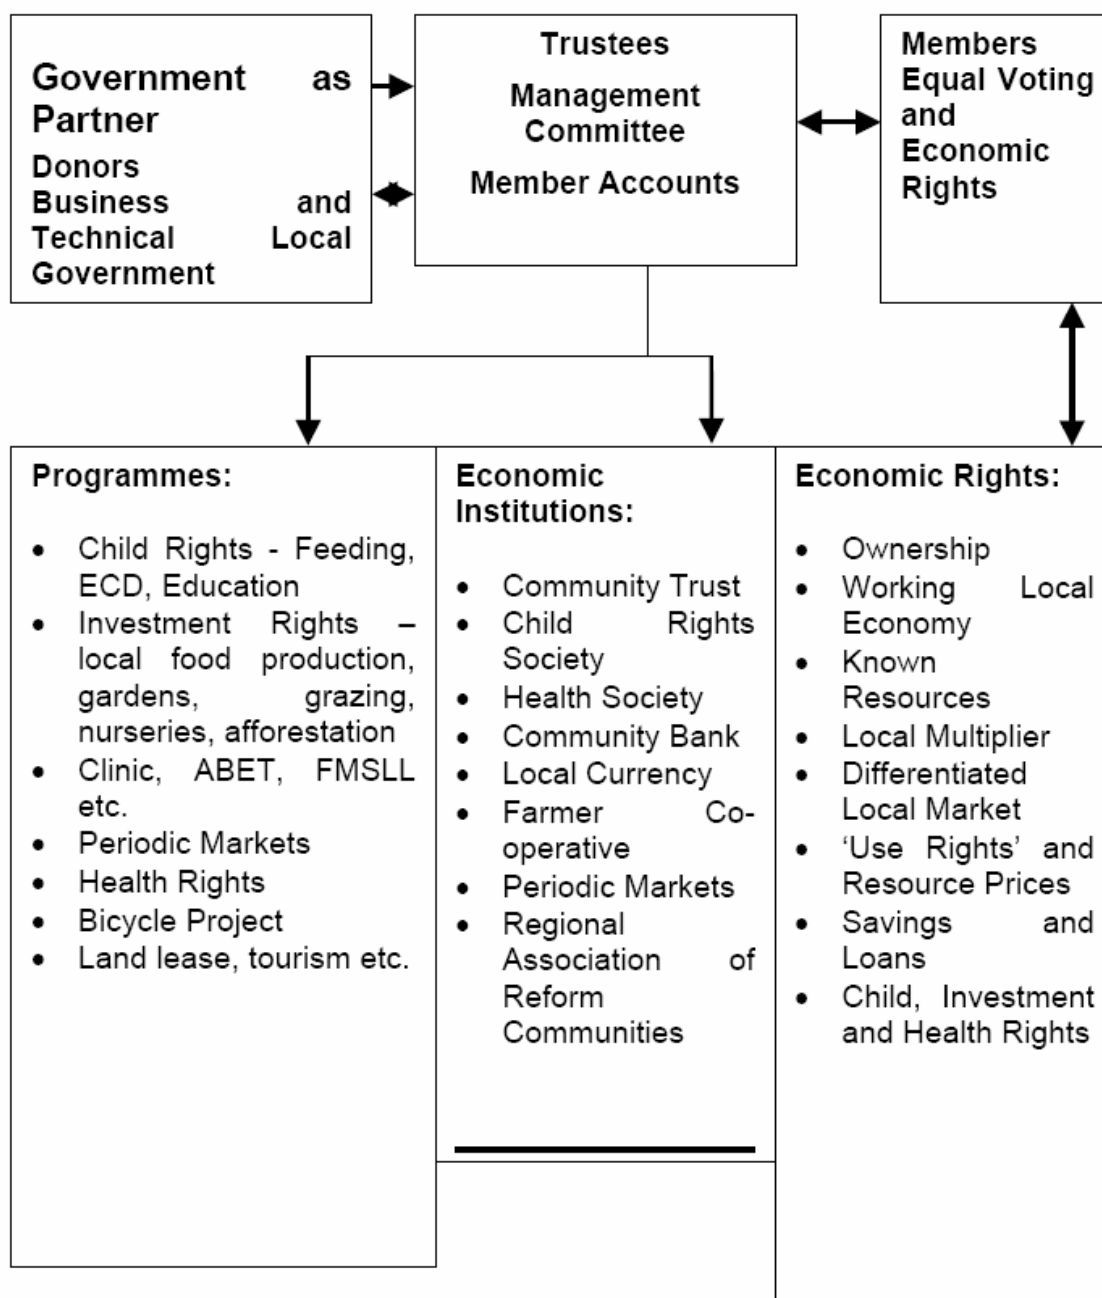 Government as
Partner
Donors
Business and
Technical Local
Government
Trustees
Management
Committee
Member Accounts
Members
Equal Voting
and
Economic
Rights
Programmes:
• Child Rights - Feeding,
ECD, Education
• Investment Rights –
local food production,
gardens, grazing,
nurseries, afforestation
• Clinic, ABET, FMSLL
etc.
• Periodic Markets
• Health Rights
• Bicycle Project
• Land lease, tourism etc.
Economic
Institutions:
• Community Trust
• Child Rights
Society
• Health Society
• Community Bank
• Local Currency
• Farmer Co-
operative
• Periodic Markets
• Regional
Association of
Reform
Communities
Economic Rights:
• Ownership
• Working Local
Economy
• Known
Resources
• Local Multiplier
• Differentiated
Local Market
• ‘Use Rights’ and
Resource Prices
• Savings and
Loans
• Child, Investment
and Health Rights